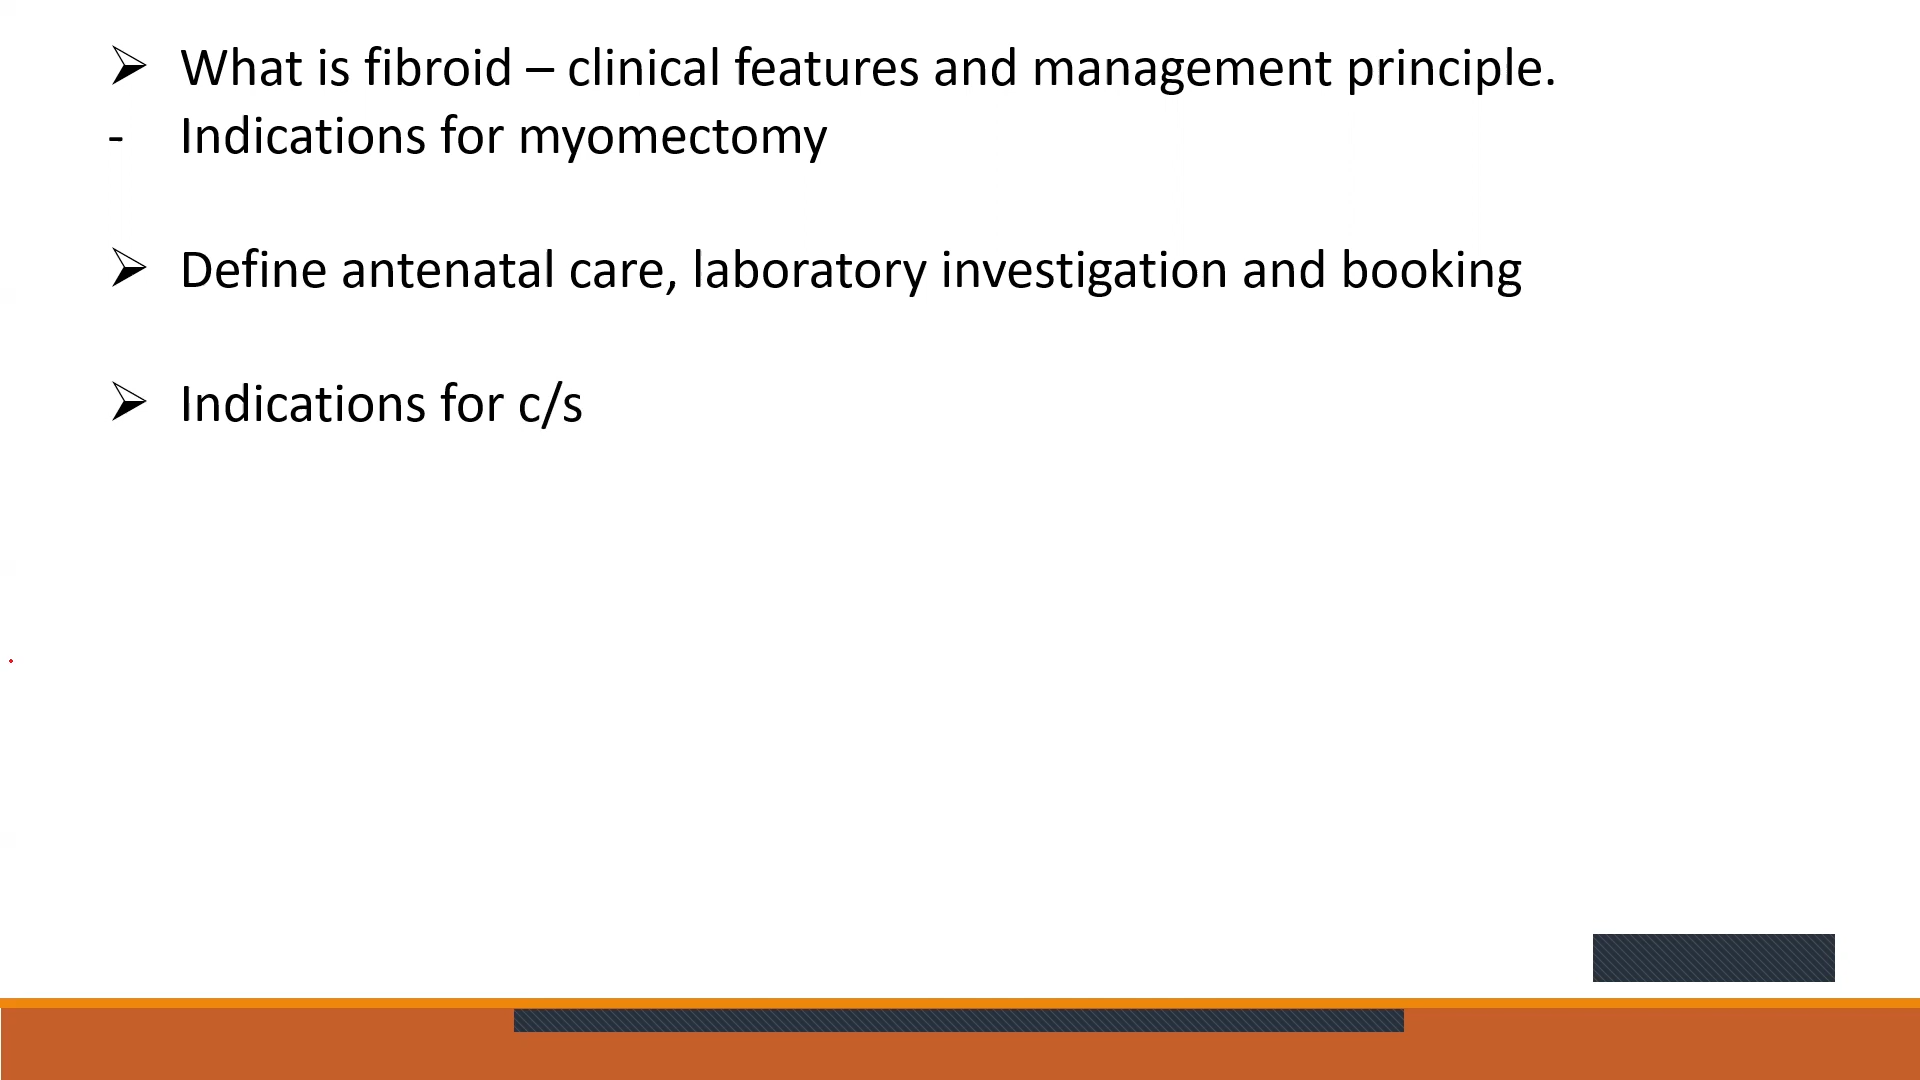 ➢ What is fibroid – clinical features and management principle.
- Indications for myomectomy
➢ Define antenatal care, laboratory investigation and booking
➢ Indications for c/s